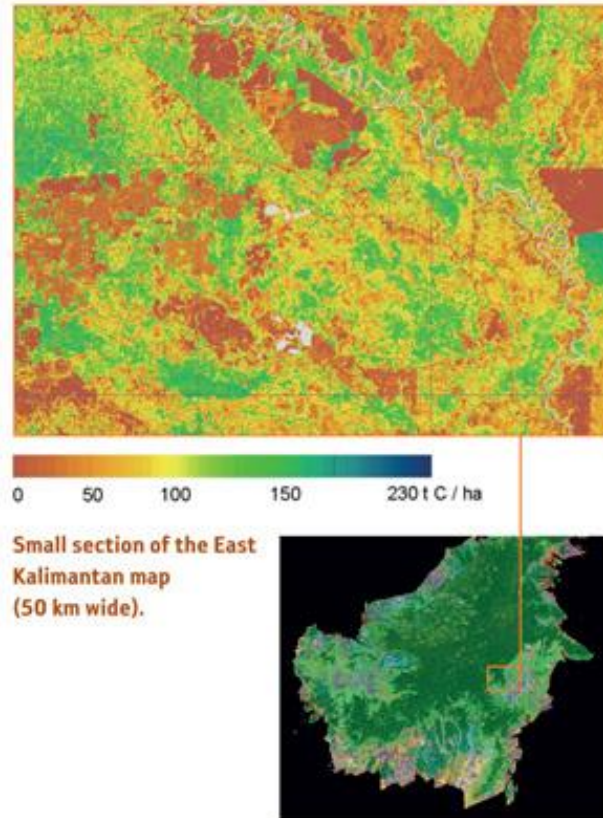 0 50 100 150 230 t C / ha
Small section of the East
Kalimantan map
(50 km wide).